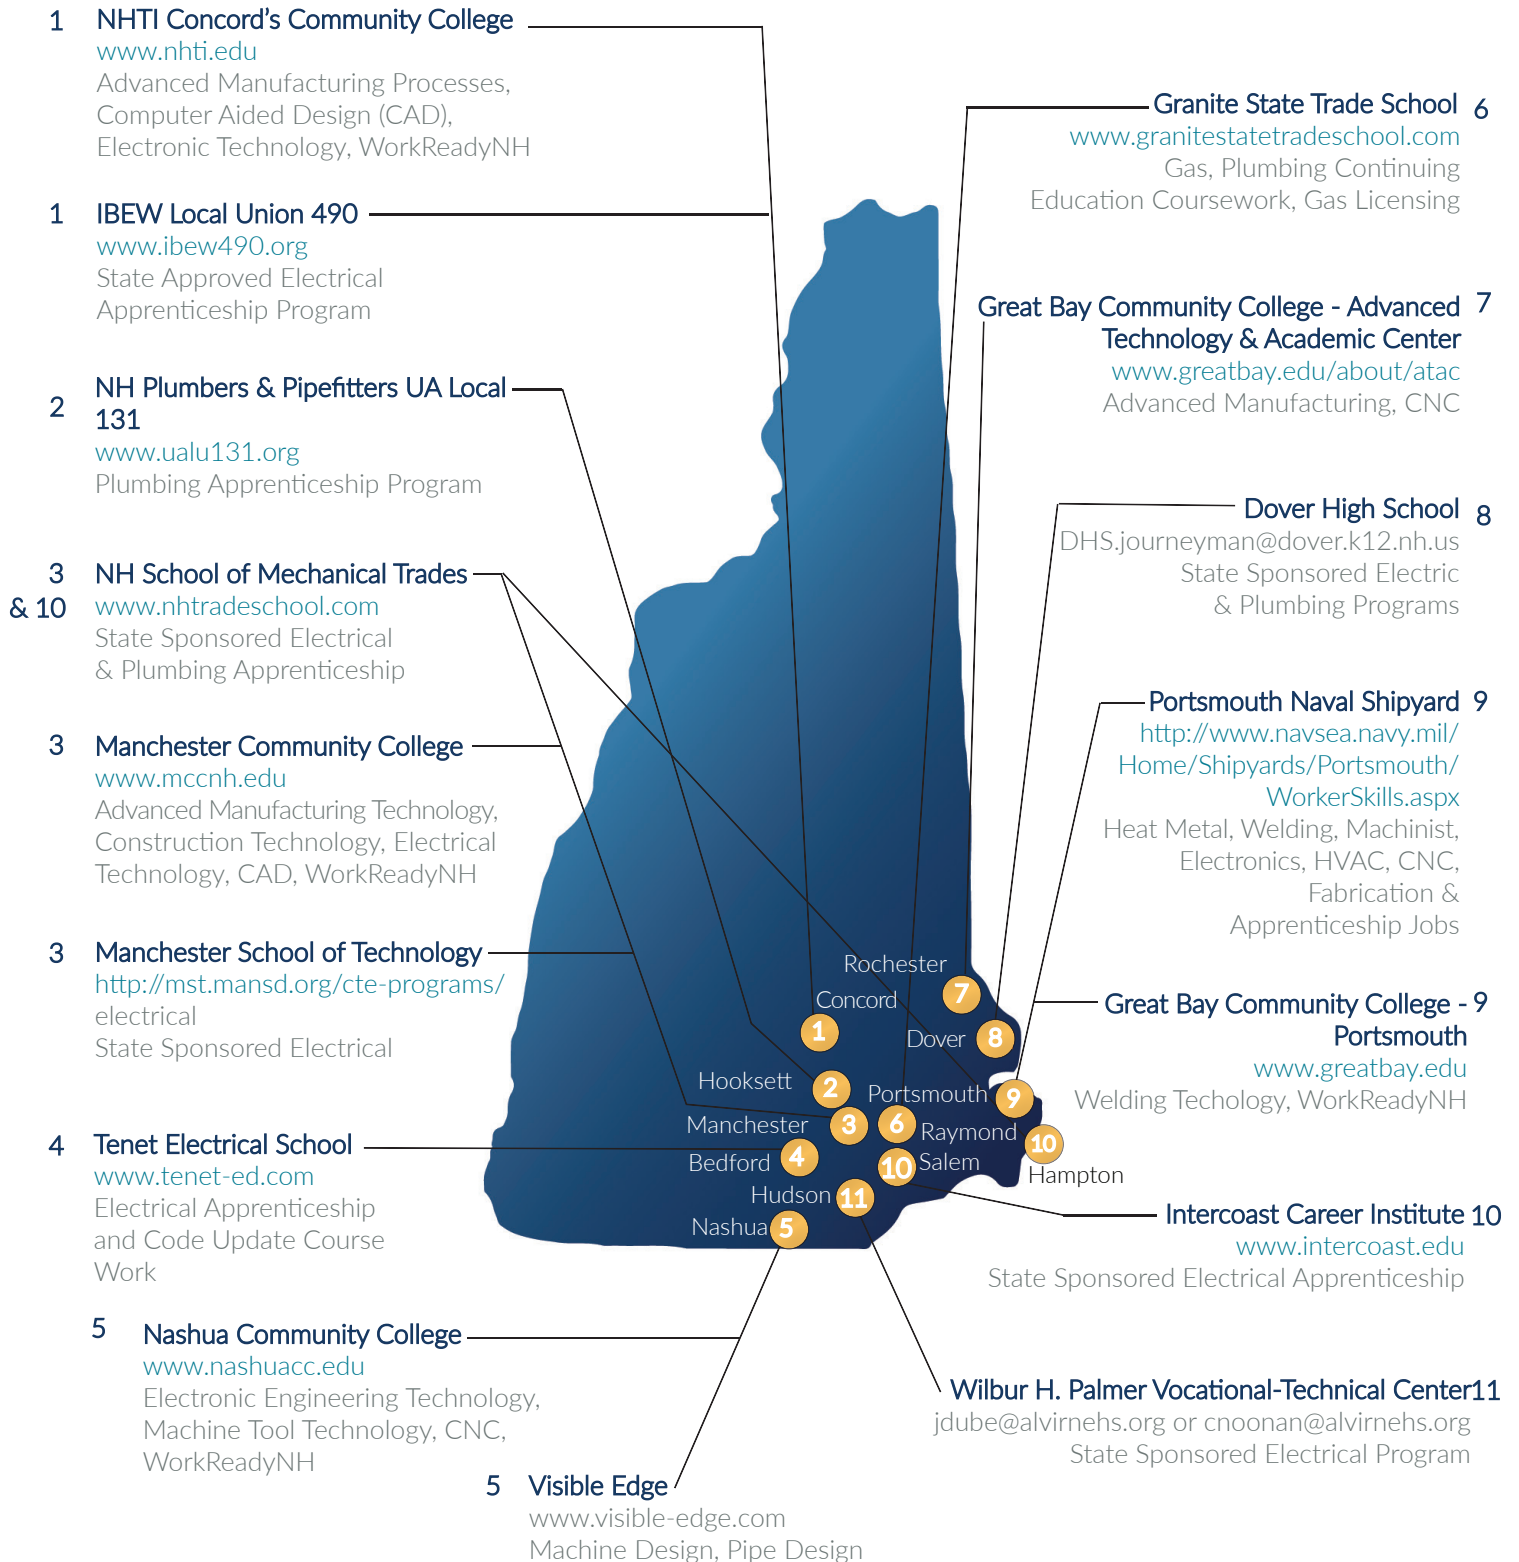 1 NHTI Concord's Community College
www.nhti.edu
Advanced Manufacturing Processes,
Computer Aided Design (CAD),
Electronic Technology, WorkReadyNH
1 IBEW Local Union 490
www.ibew490.org
State Approved Electrical
Apprenticeship Program
2 NH Plumbers & Pipefitters UA Local
131
www.ualu131.org
Plumbing Apprenticeship Program
3 NH School of Mechanical Trades
& 10 www.nhtradeschool.com
State Sponsored Electrical
& Plumbing Apprenticeship
3 Manchester Community College
www.mccnh.edu
Advanced Manufacturing Technology,
Construction Technology, Electrical
Technology, CAD, WorkReadyNH
3 Manchester School of Technology
http://mst.mansd.org/cte-programs/
electrical
State Sponsored Electrical
4 Tenet Electrical School
www.tenet-ed.com
Electrical Apprenticeship
and Code Update Course
Work
5 Nashua Community College
www.nashuacc.edu
Electronic Engineering Technology,
Machine Tool Technology, CNC,
WorkReadyNH
5 Visible Edge
www.visible-edge.com
Machine Design, Pipe Design
Granite State Trade School 6
www.granitestatetradeschool.com
Gas, Plumbing Continuing
Education Coursework, Gas Licensing
Great Bay Community College - Advanced 7
Technology & Academic Center
www.greatbay.edu/about/atac
Advanced Manufacturing, CNC
Dover High School 8
DHS.journeyman@dover.k12.nh.us
State Sponsored Electric
& Plumbing Programs
Portsmouth Naval Shipyard 9
http://www.navsea.navy.mil/
Home/Shipyards/Portsmouth/
WorkerSkills.aspx
Heat Metal, Welding, Machinist,
Electronics, HVAC, CNC,
Fabrication &
Apprenticeship Jobs
Great Bay Community College - 9
Portsmouth
www.greatbay.edu
Welding Techology, WorkReadyNH
Intercoast Career Institute 10
www.intercoast.edu
State Sponsored Electrical Apprenticeship
Wilbur H. Palmer Vocational-Technical Center 11
jdube@alvirnehs.org or cnoonan@alvirnehs.org
State Sponsored Electrical Program
Rochester 7
Concord 1
Dover 8
Hooksett 2
Portsmouth 9
Manchester 3
6 Raymond
10 Hampton
Bedford 4
10 Salem
Hudson 11
Nashua 5